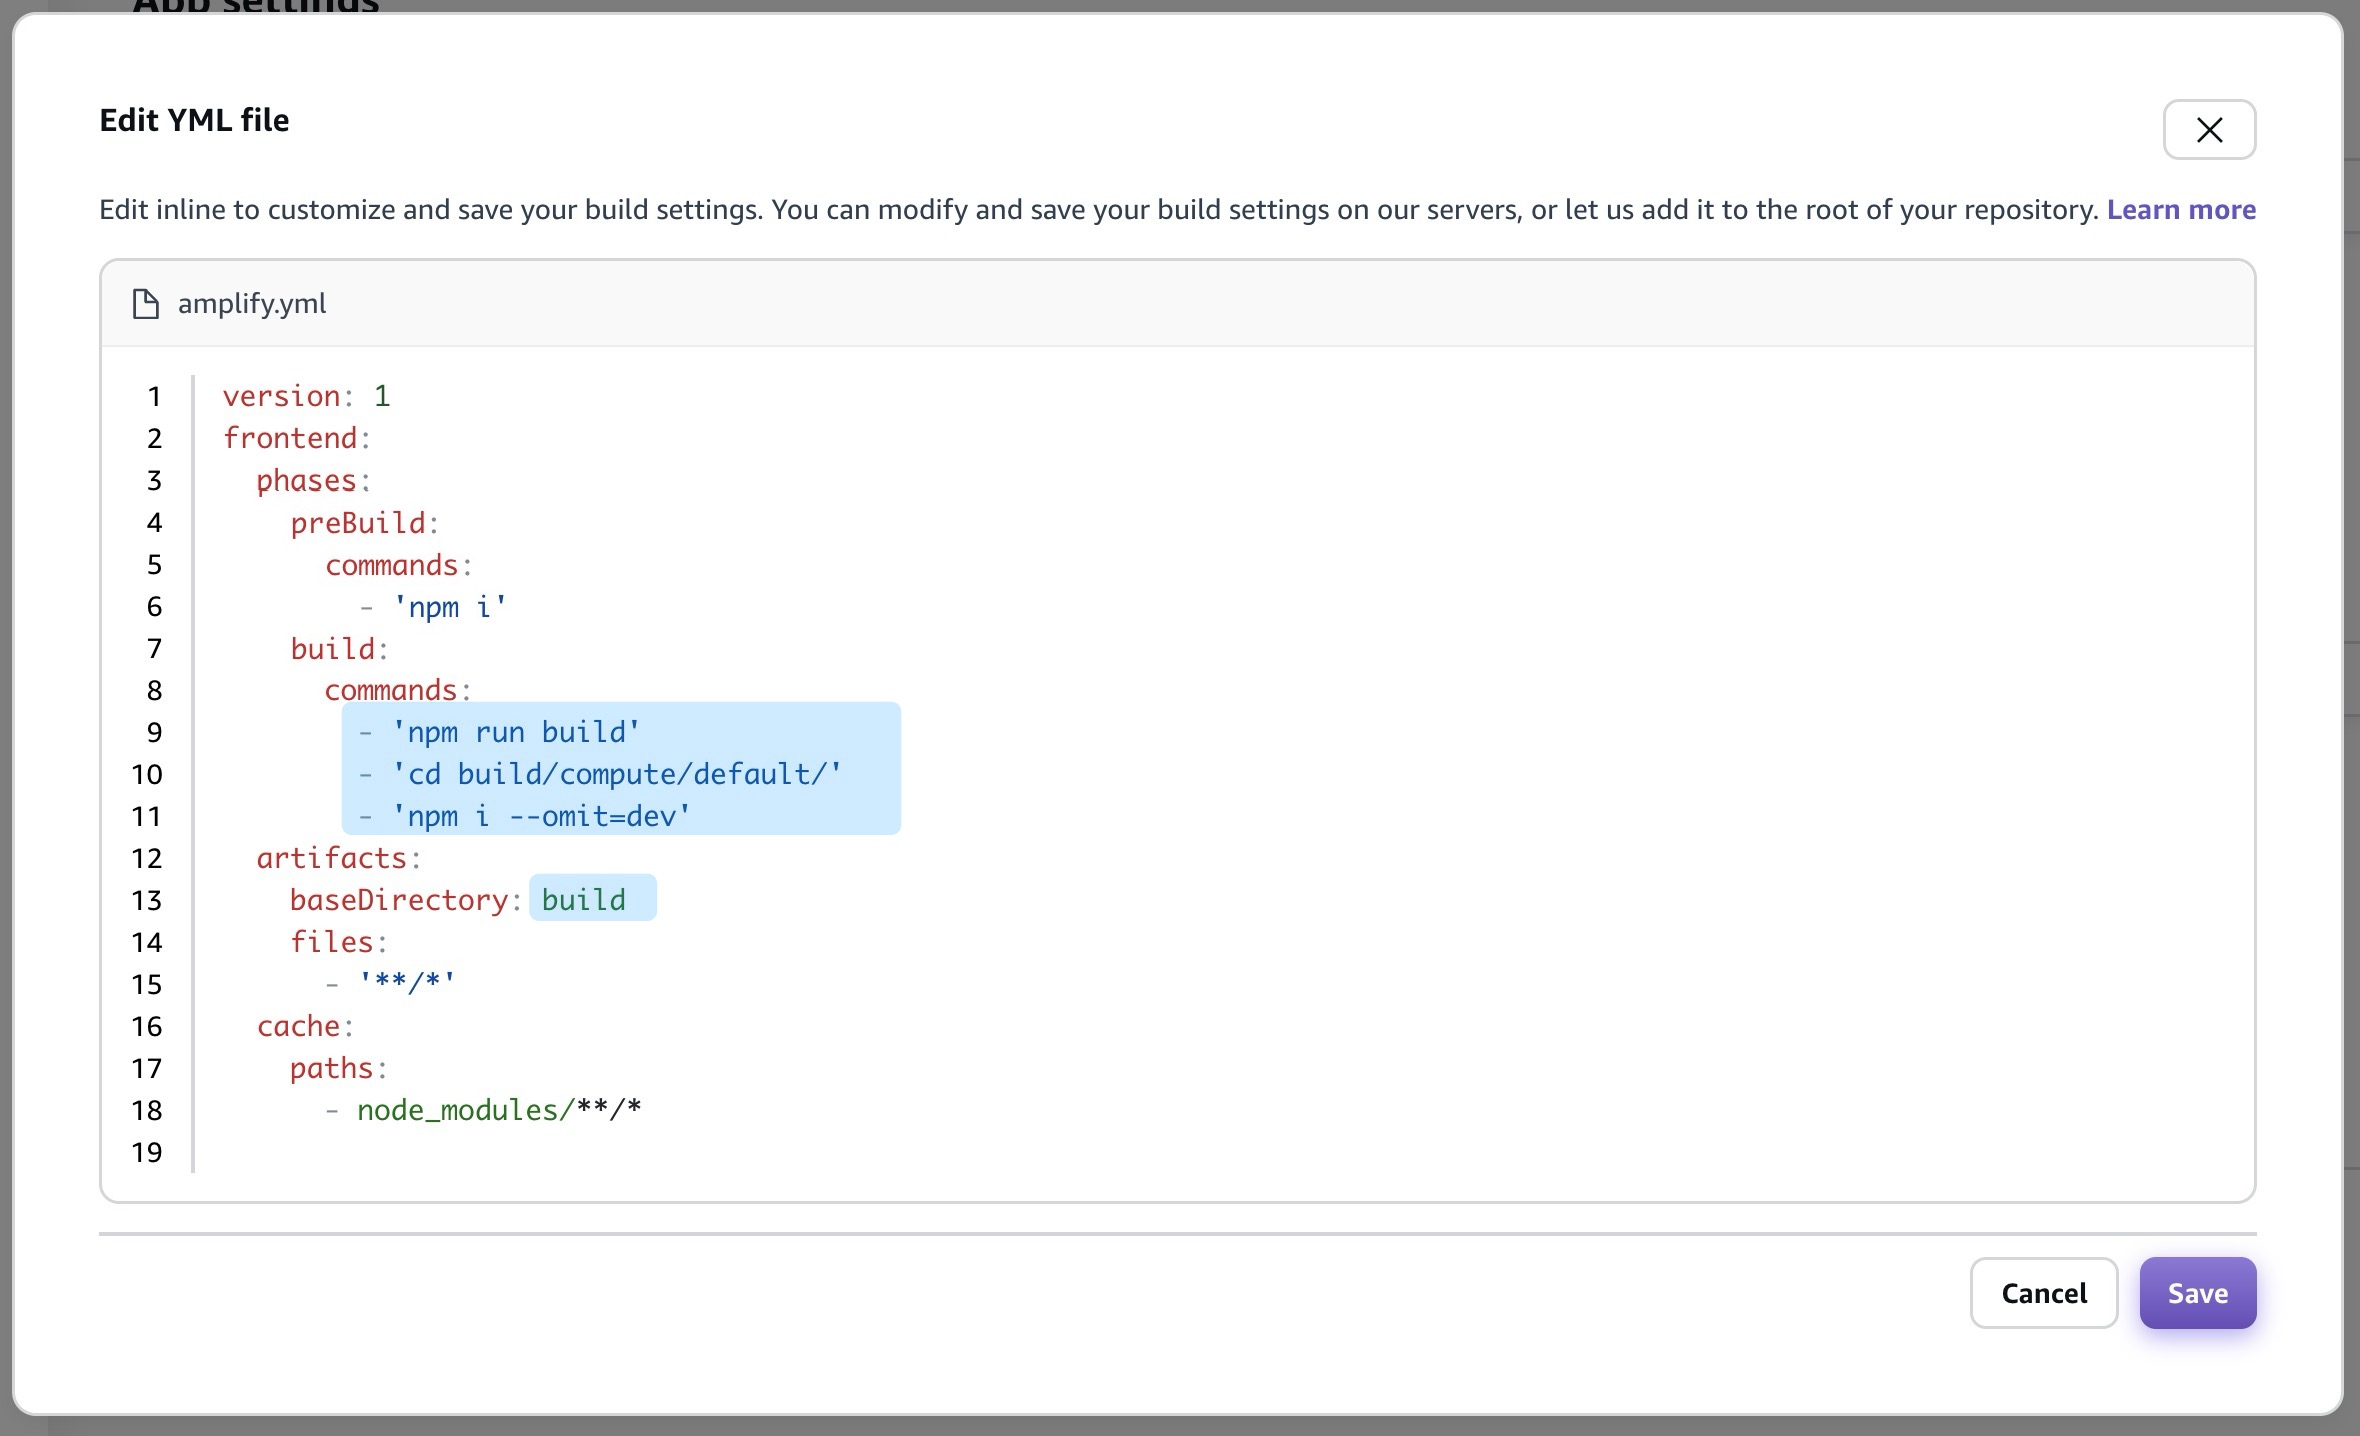 App settings
Edit YML file
Edit inline to customize and save your build settings. You can modify and save your build settings on our servers, or let us add it to the root of your repository. Learn more
amplify.yml
1 version: 1
2 frontend:
3   phases:
4     preBuild:
5       commands:
6         - 'npm i'
7     build:
8       commands:
9         - 'npm run build'
10         - 'cd build/compute/default/'
11         - 'npm i --omit=dev'
12   artifacts:
13     baseDirectory: build
14     files:
15       - '**/*'
16   cache:
17     paths:
18       - node_modules/**/*
19
Cancel Save